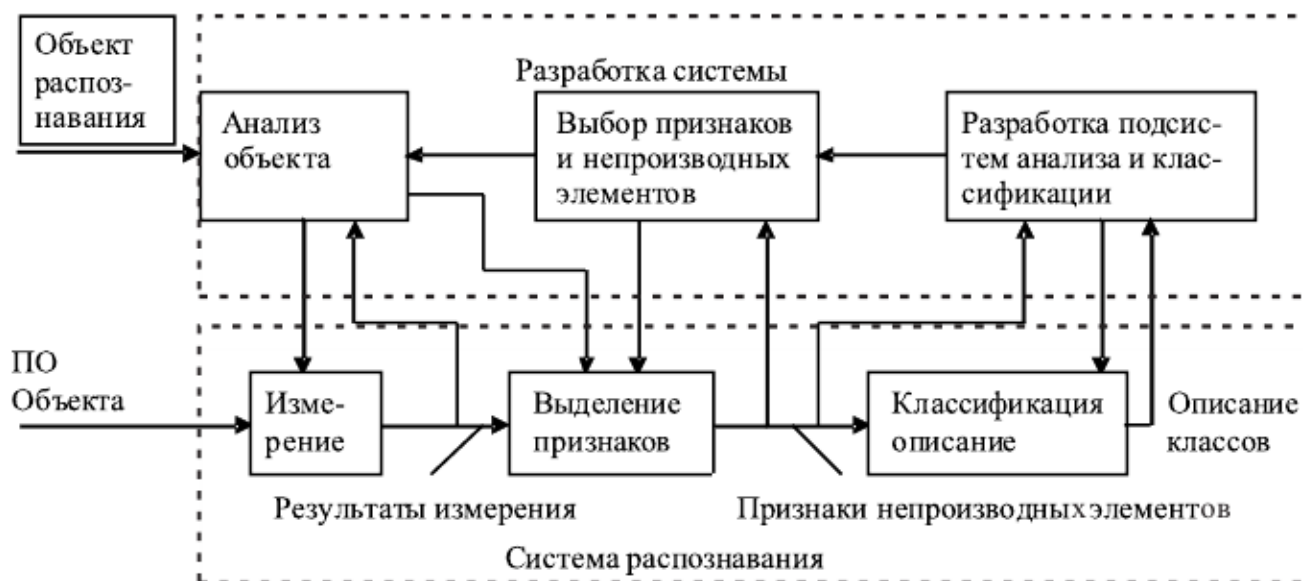 Объект
распоз-
навания
Разработка системы
Анализ
объекта
Выбор признаков
и непроизводных
элементов
Разработка подсис-
тем анализа и клас-
сификации
ПО
Объекта
Изме-
рение
Выделение
признаков
Классификация
описание
Описание
классов
Результаты измерения
Признаки непроизводных элементов
Система распознавания